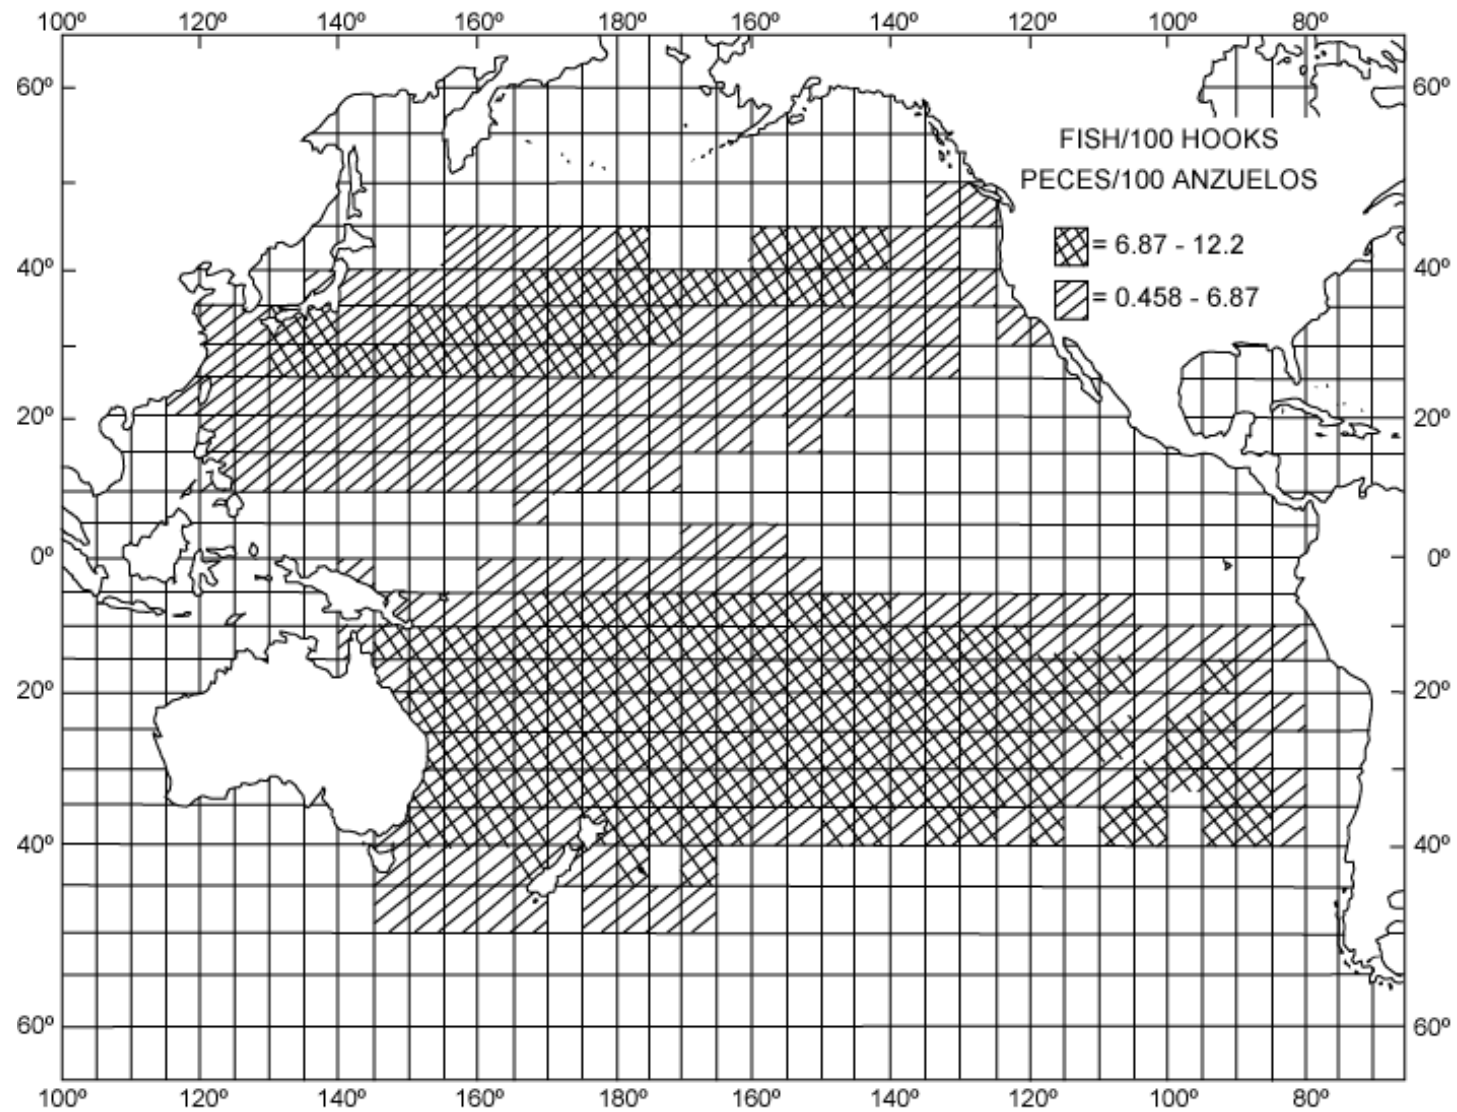 100º 120º 140º 160º 180º 160º 140º 120º 100º 80º
60º 60º
FISH/100 HOOKS
PECES/100 ANZUELOS
= 6.87 - 12.2
40º 40º
= 0.458 - 6.87
20º 20º
0º 0º
20º 20º
40º 40º
60º 60º
100º 120º 140º 160º 180º 160º 140º 120º 100º 80º